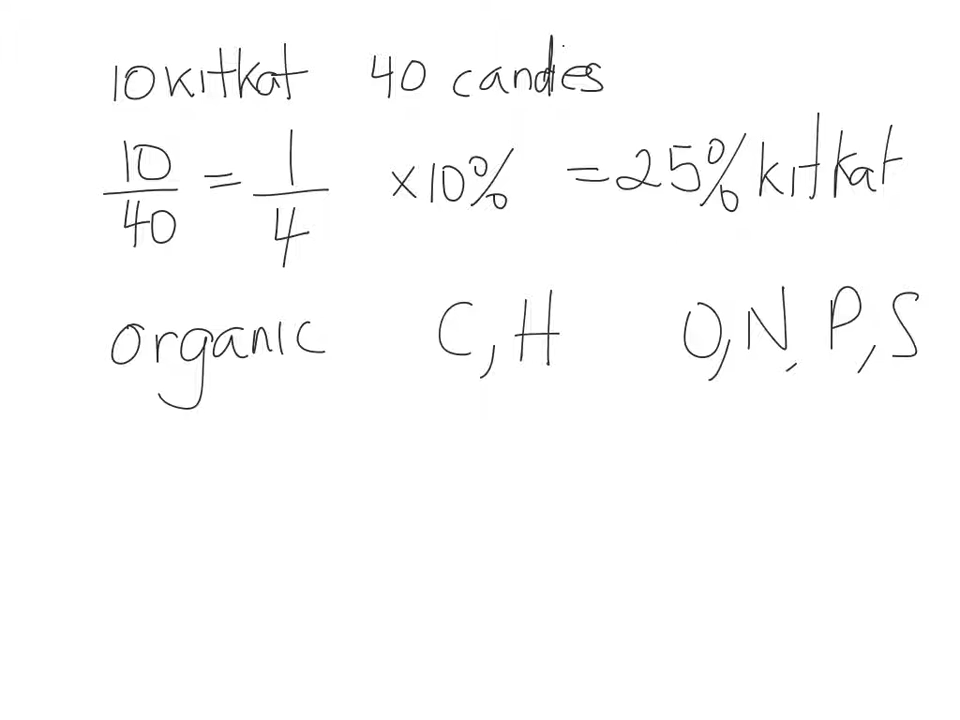 10 kitkat 40 candies
10/40 = 1/4 ×10% = 25% kitkat
organic C, H O, N, P, S